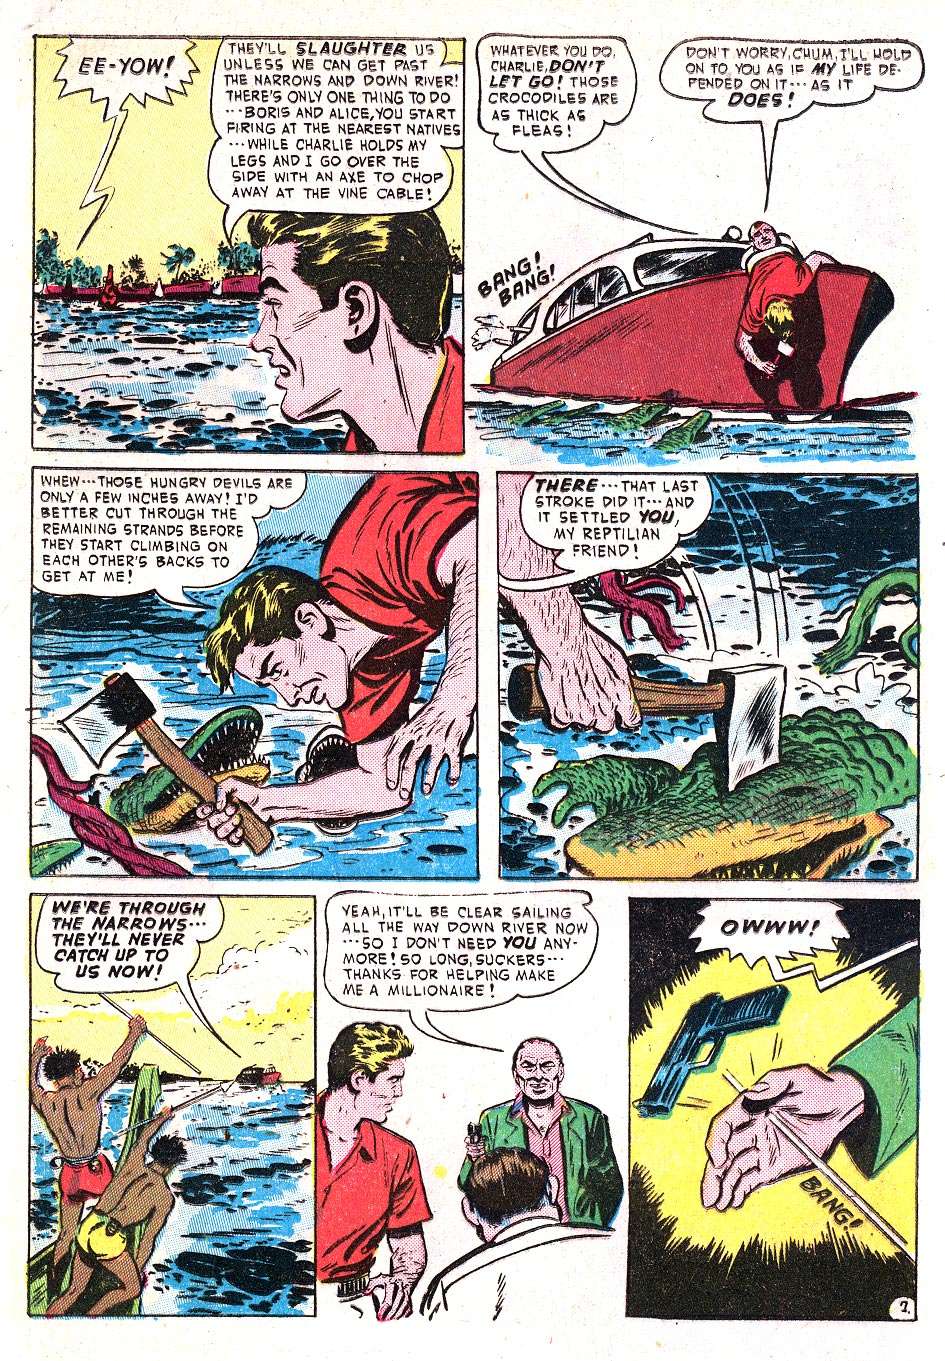 EE-YOW!
THEY'LL SLAUGHTER US
UNLESS WE CAN GET PAST
THE NARROWS AND DOWN RIVER!
THERE'S ONLY ONE THING TO DO
---BORIS AND ALICE, YOU START
FIRING AT THE NEAREST NATIVES
---WHILE CHARLIE HOLDS MY
LEGS AND I GO OVER THE
SIDE WITH AN AXE TO CHOP
AWAY AT THE VINE CABLE!
WHATEVER YOU DO,
CHARLIE, DON'T
LET GO! THOSE
CROCODILES ARE
AS THICK AS
FLEAS!
DON'T WORRY, CHUM, I'LL HOLD
ON TO YOU AS IF MY LIFE DE-
PENDED ON IT--- AS IT
DOES!
BANG!
BANG!
WHEW---THOSE HUNGRY DEVILS ARE
ONLY A FEW INCHES AWAY! I'D
BETTER CUT THROUGH THE
REMAINING STRANDS BEFORE
THEY START CLIMBING ON
EACH OTHER'S BACKS TO
GET AT ME!
THERE---THAT LAST
STROKE DID IT---AND
IT SETTLED YOU,
MY REPTILIAN
FRIEND!
WE'RE THROUGH
THE NARROWS---
THEY'LL NEVER
CATCH UP TO
US NOW!
YEAH, IT'LL BE CLEAR SAILING
ALL THE WAY DOWN RIVER NOW
---SO I DON'T NEED YOU ANY-
MORE! SO LONG, SUCKERS---
THANKS FOR HELPING MAKE
ME A MILLIONAIRE!
OWWW!
BANG!
7.